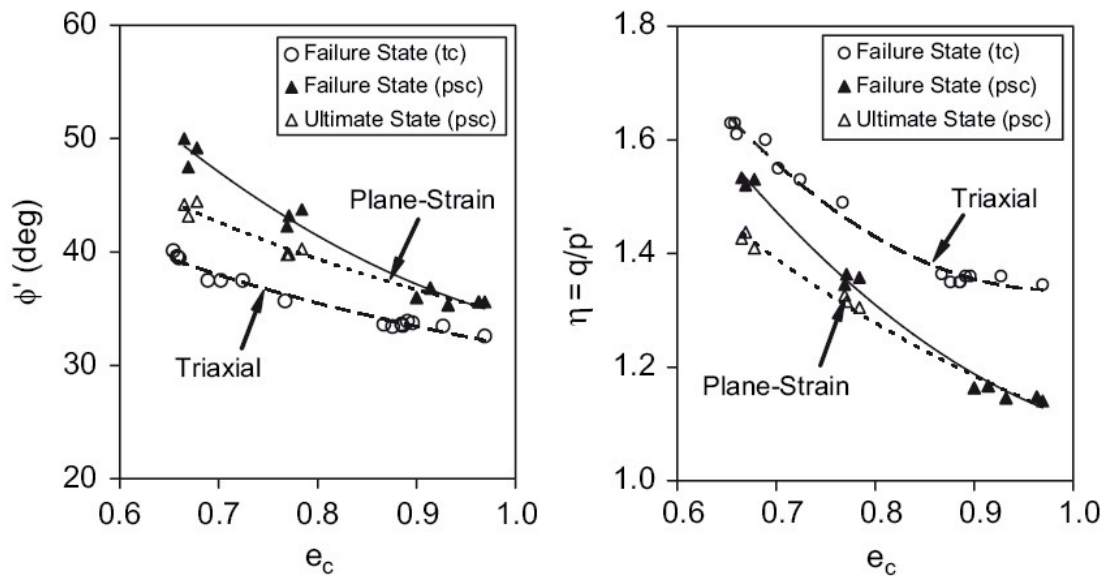 60
50
40
30
20
ϕ' (deg)
Failure State (tc)
Failure State (psc)
Ultimate State (psc)
Plane-Strain
Triaxial
0.6 0.7 0.8 0.9 1.0
e_c
1.8
1.6
1.4
1.2
1.0
η = q/p'
Failure State (tc)
Failure State (psc)
Ultimate State (psc)
Triaxial
Plane-Strain
0.6 0.7 0.8 0.9 1.0
e_c